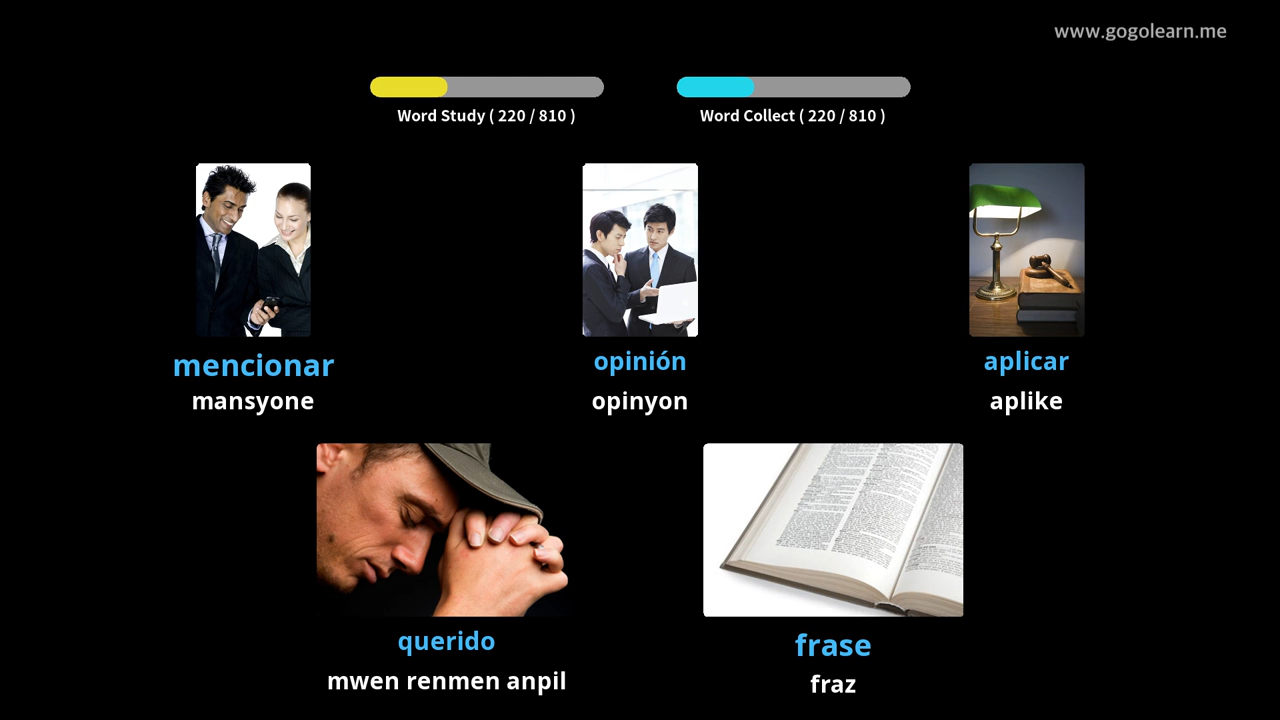 www.gogolearn.me
Word Study ( 220 / 810 )
Word Collect ( 220 / 810 )
mencionar
mansyone
opinión
opinyon
aplicar
aplike
querido
mwen renmen anpil
frase
fraz